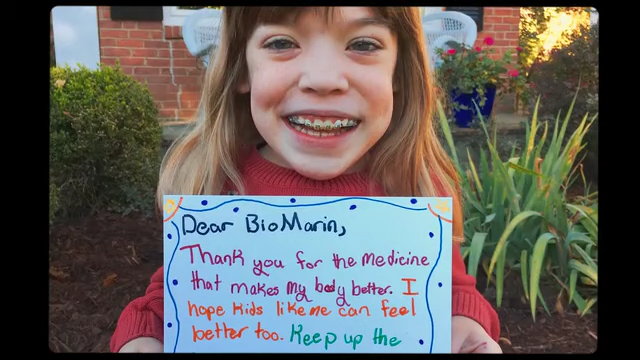 Dear BioMarin,
Thank you for the medicine
that makes my body better. I
hope kids like me can feel
better too. Keep up the